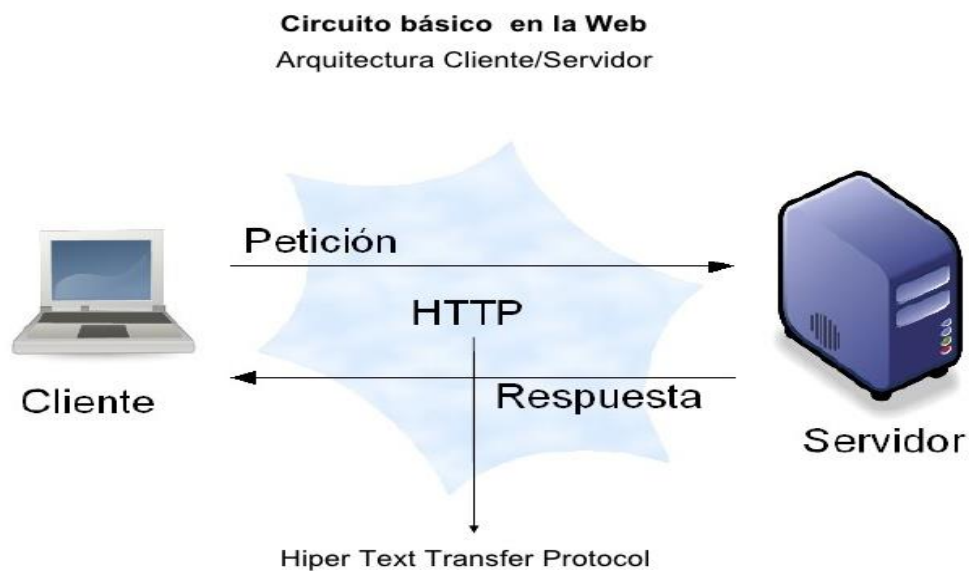 Circuito básico en la Web
Arquitectura Cliente/Servidor
Petición
HTTP
Cliente
Respuesta
Servidor
Hiper Text Transfer Protocol